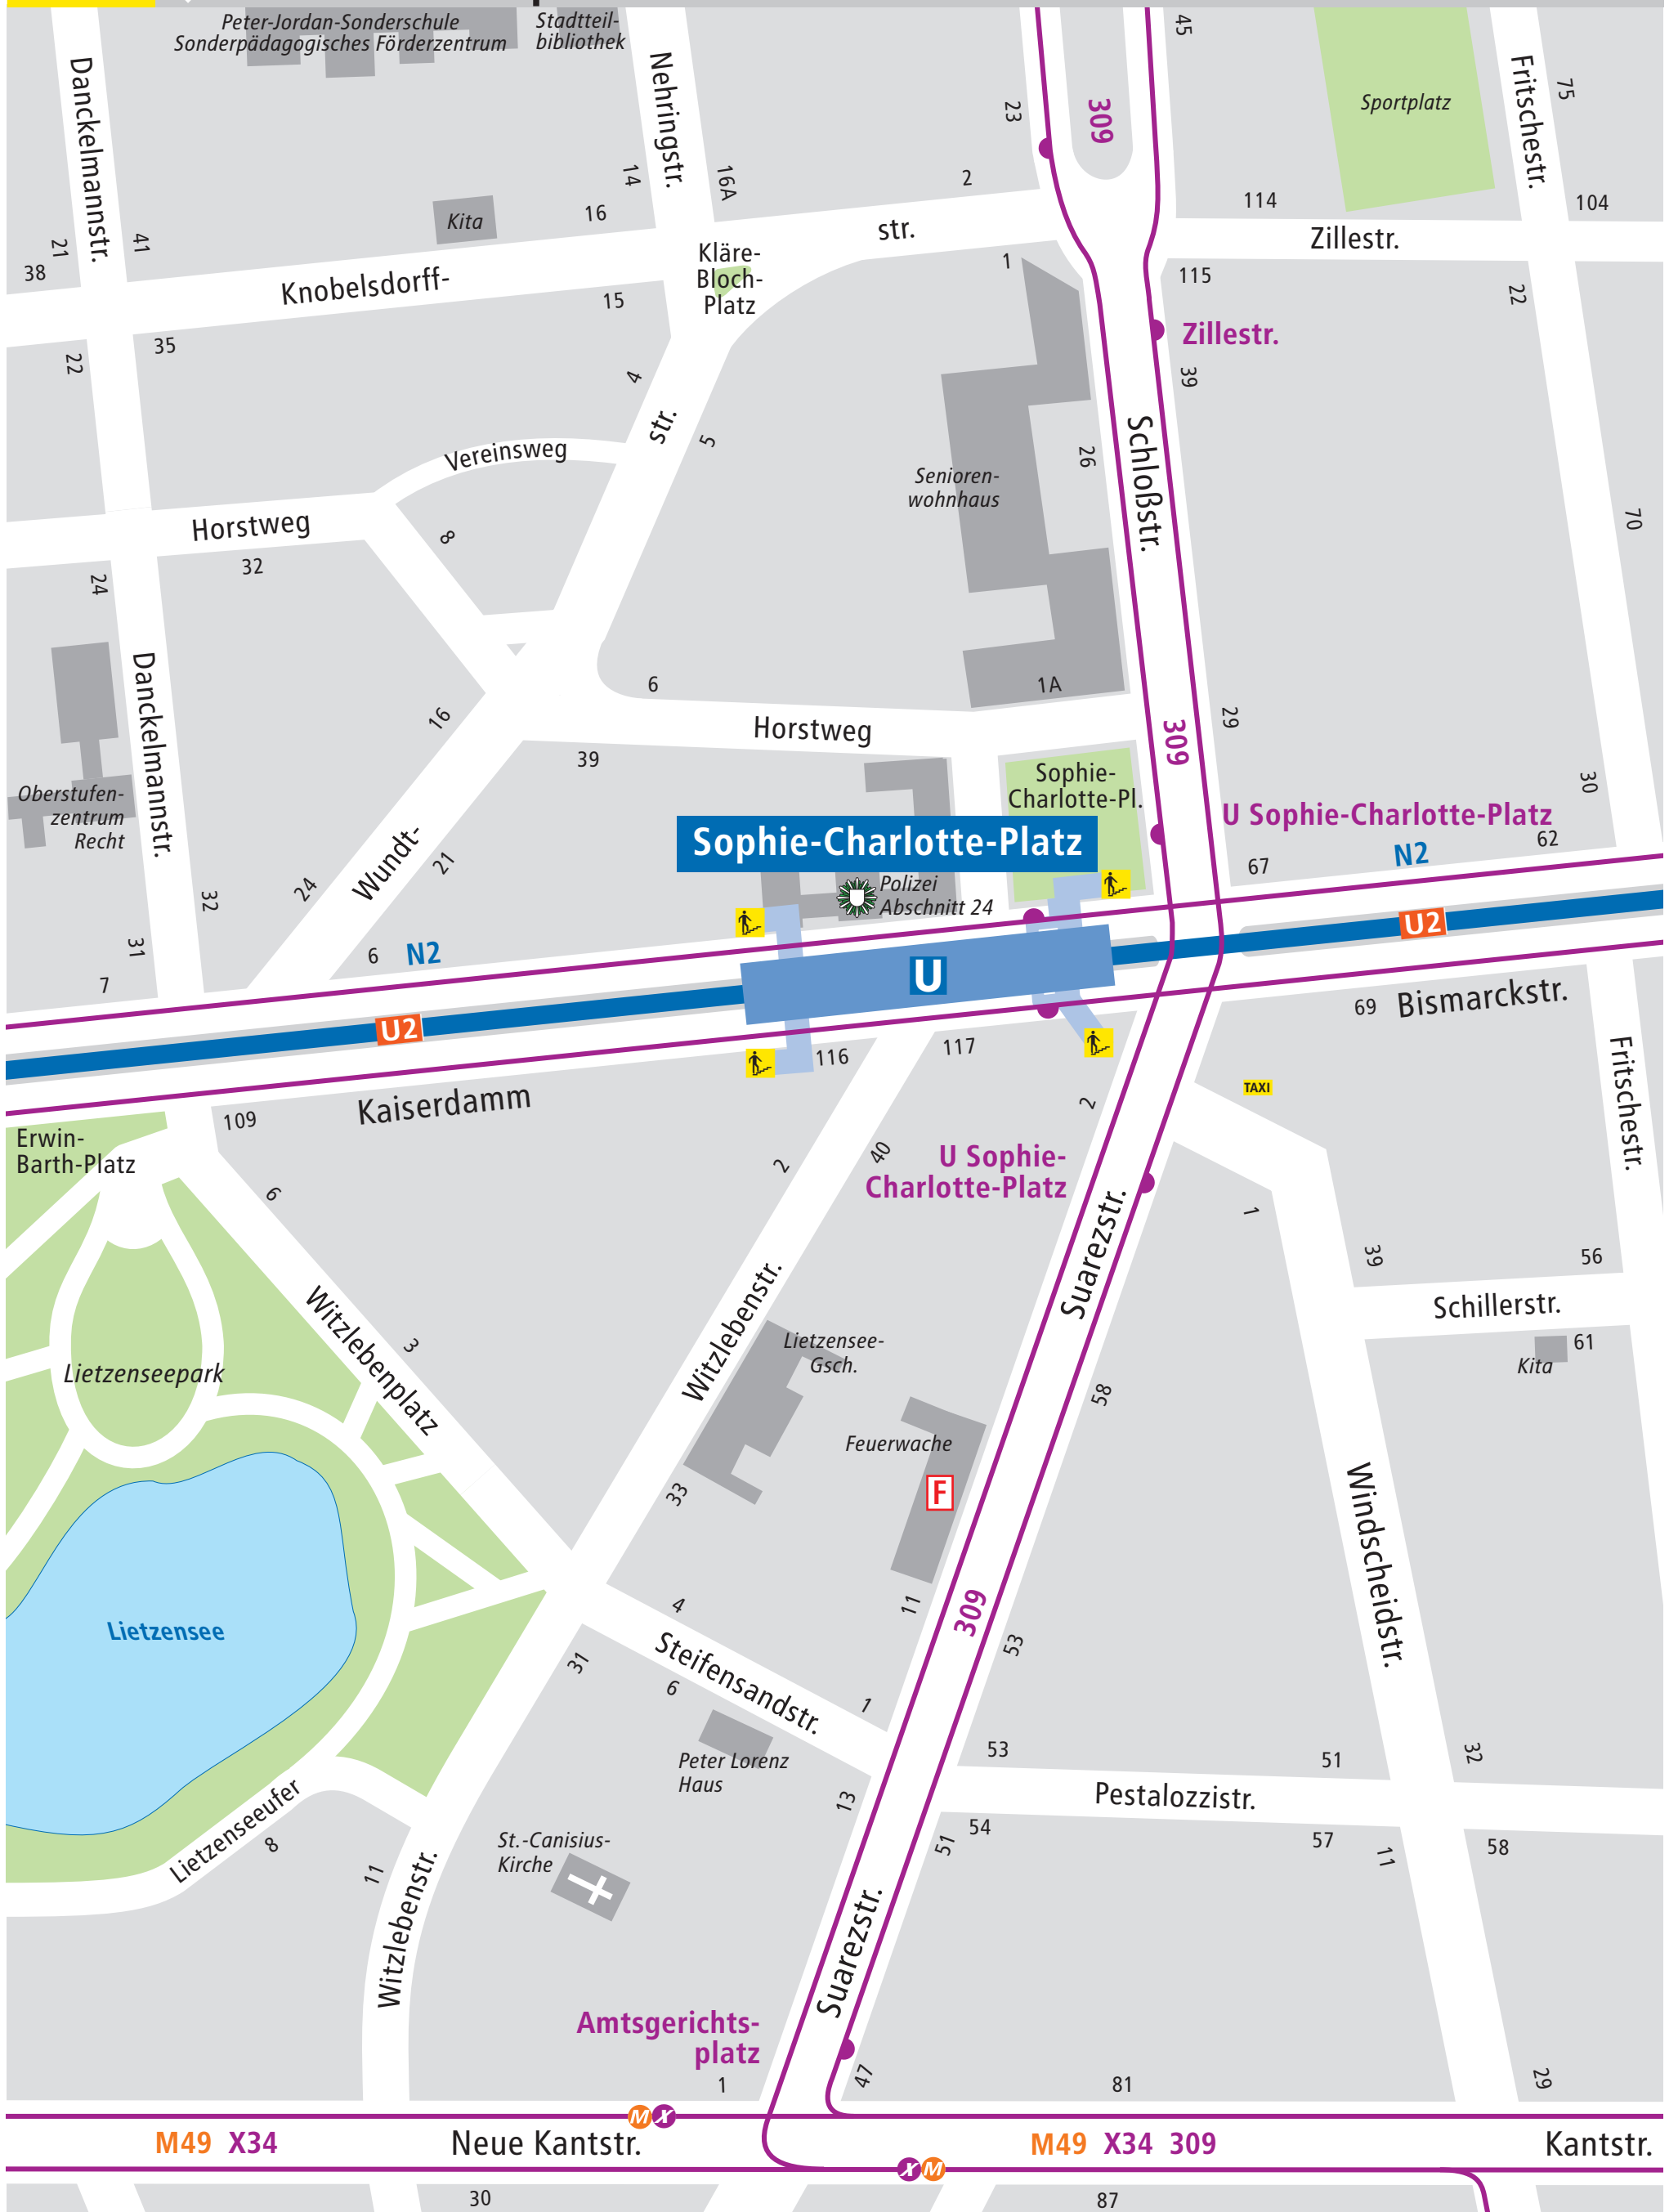 Peter-Jordan-Sonderschule
Sonderpädagogisches Förderzentrum
Stadtteil-
bibliothek
Danckelmannstr.
Nehringstr.
45
23
309
Sportplatz
Fritschestr.
75
14
16A
2
114
104
Kita
16
21
41
38
Knobelsdorff-
str.
Zillestr.
Kläre-
Bloch-
Platz
1
115
15
22
35
22
4
Zillestr.
39
str.
5
Vereinsweg
26
Schloßstr.
Senioren-
wohnhaus
70
Horstweg
8
32
24
Danckelmannstr.
6
1A
16
Horstweg
29
309
39
Sophie-
Charlotte-Pl.
30
Oberstufen-
zentrum
Recht
Sophie-Charlotte-Platz
U Sophie-Charlotte-Platz
62
N2
67
Wundt-
21
24
32
Polizei
Abschnitt 24
31
6
N2
U2
7
U
U2
69
Bismarckstr.
116
117
Kaiserdamm
109
TAXI
2
Fritschestr.
Erwin-
Barth-Platz
2
40
U Sophie-
Charlotte-Platz
6
1
39
56
Suarezstr.
Witzlebenplatz
3
Witzlebenstr.
Schillerstr.
Lietzensee-
Gsch.
61
Kita
Lietzenseepark
58
Feuerwache
F
33
Windscheidstr.
Lietzensee
4
11
309
53
31
Steifensandstr.
6
1
Peter Lorenz
Haus
53
51
32
Pestalozzistr.
13
54
51
57
11
58
Lietzenseeufer
8
11
St.-Canisius-
Kirche
Witzlebenstr.
Suarezstr.
Amtsgerichts-
platz
1
47
81
29
M X
M49 X34
Neue Kantstr.
M49 X34 309
Kantstr.
X M
30
87